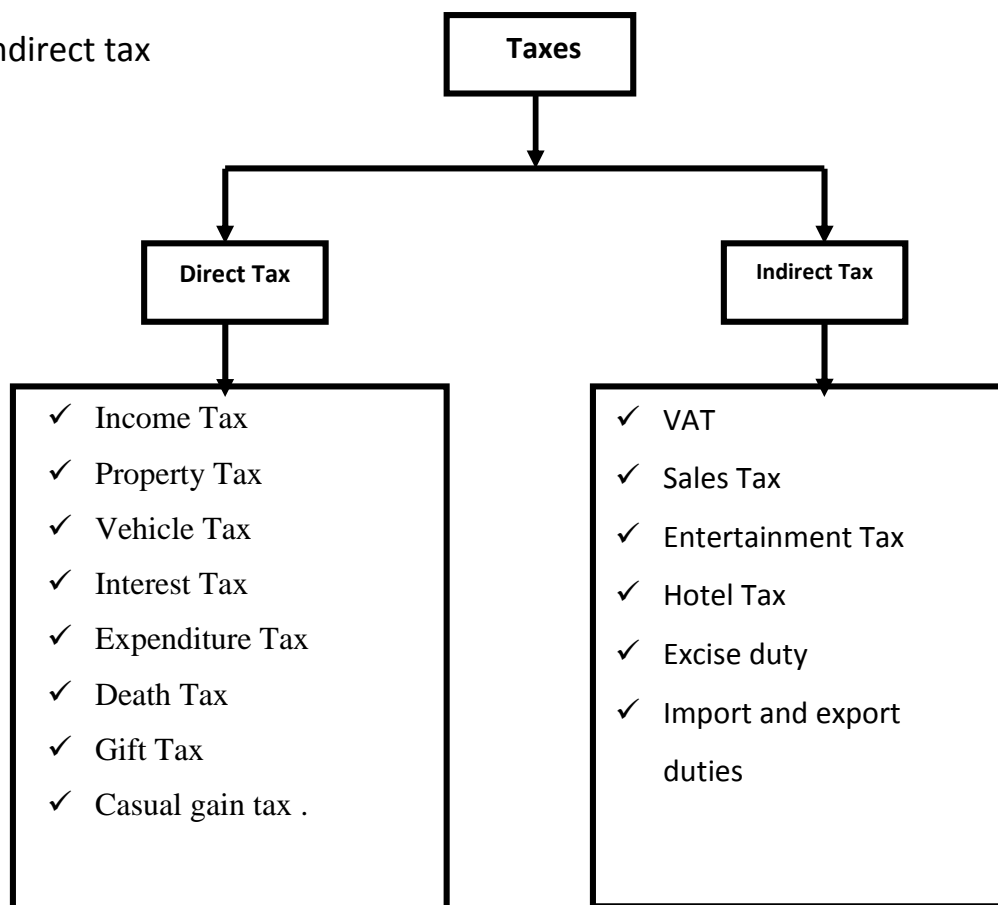 ndirect tax
Taxes
Direct Tax
Indirect Tax
✓ Income Tax
✓ Property Tax
✓ Vehicle Tax
✓ Interest Tax
✓ Expenditure Tax
✓ Death Tax
✓ Gift Tax
✓ Casual gain tax .
✓ VAT
✓ Sales Tax
✓ Entertainment Tax
✓ Hotel Tax
✓ Excise duty
✓ Import and export
duties